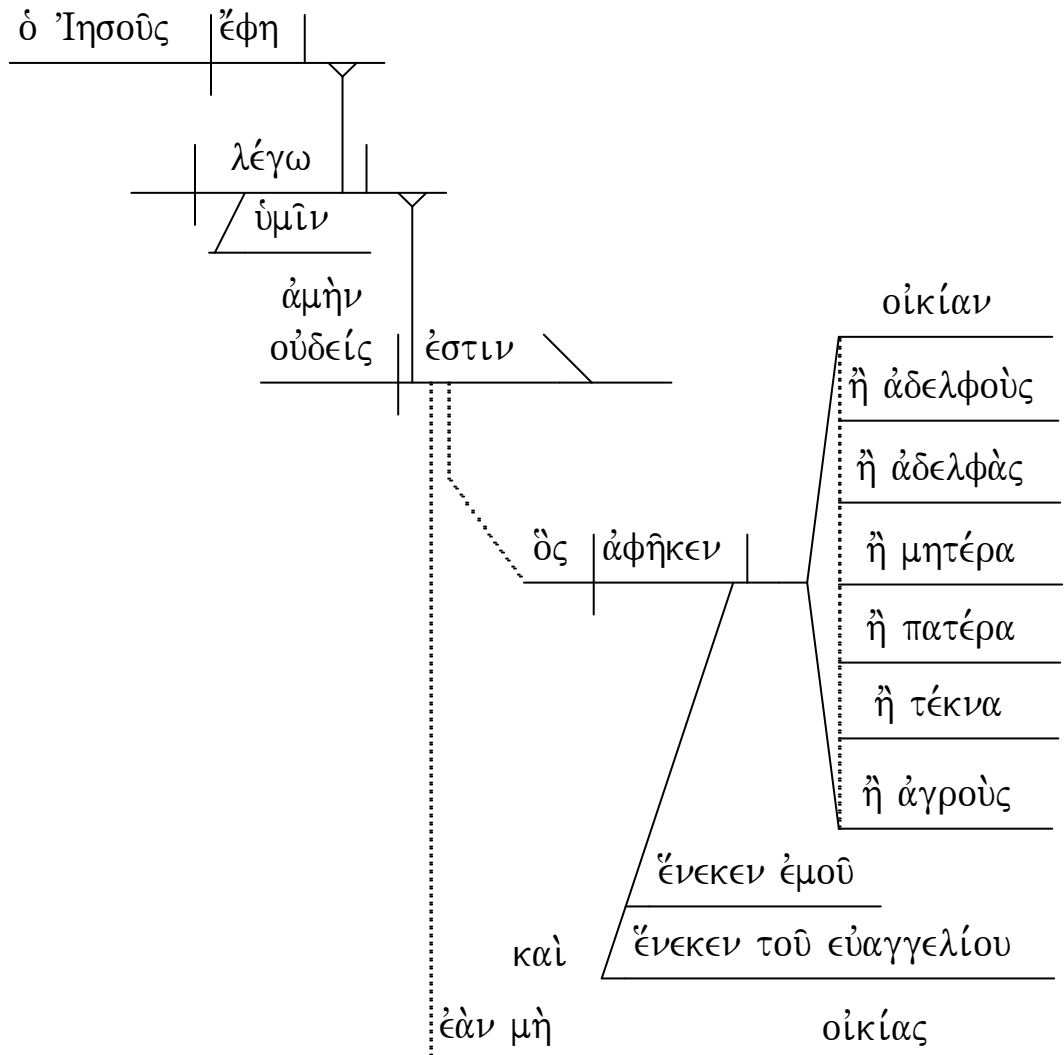 ὁ Ἰησοῦς ἔφη
λέγω
ὑμῖν
ἀμὴν
οὐδείς ἐστιν
οἰκίαν
ἢ ἀδελφοὺς
ἢ ἀδελφὰς
ὃς ἀφῆκεν
ἢ μητέρα
ἢ πατέρα
ἢ τέκνα
ἢ ἀγροὺς
ἕνεκεν ἐμοῦ
καὶ ἕνεκεν τοῦ εὐαγγελίου
ἐὰν μὴ οἰκίας